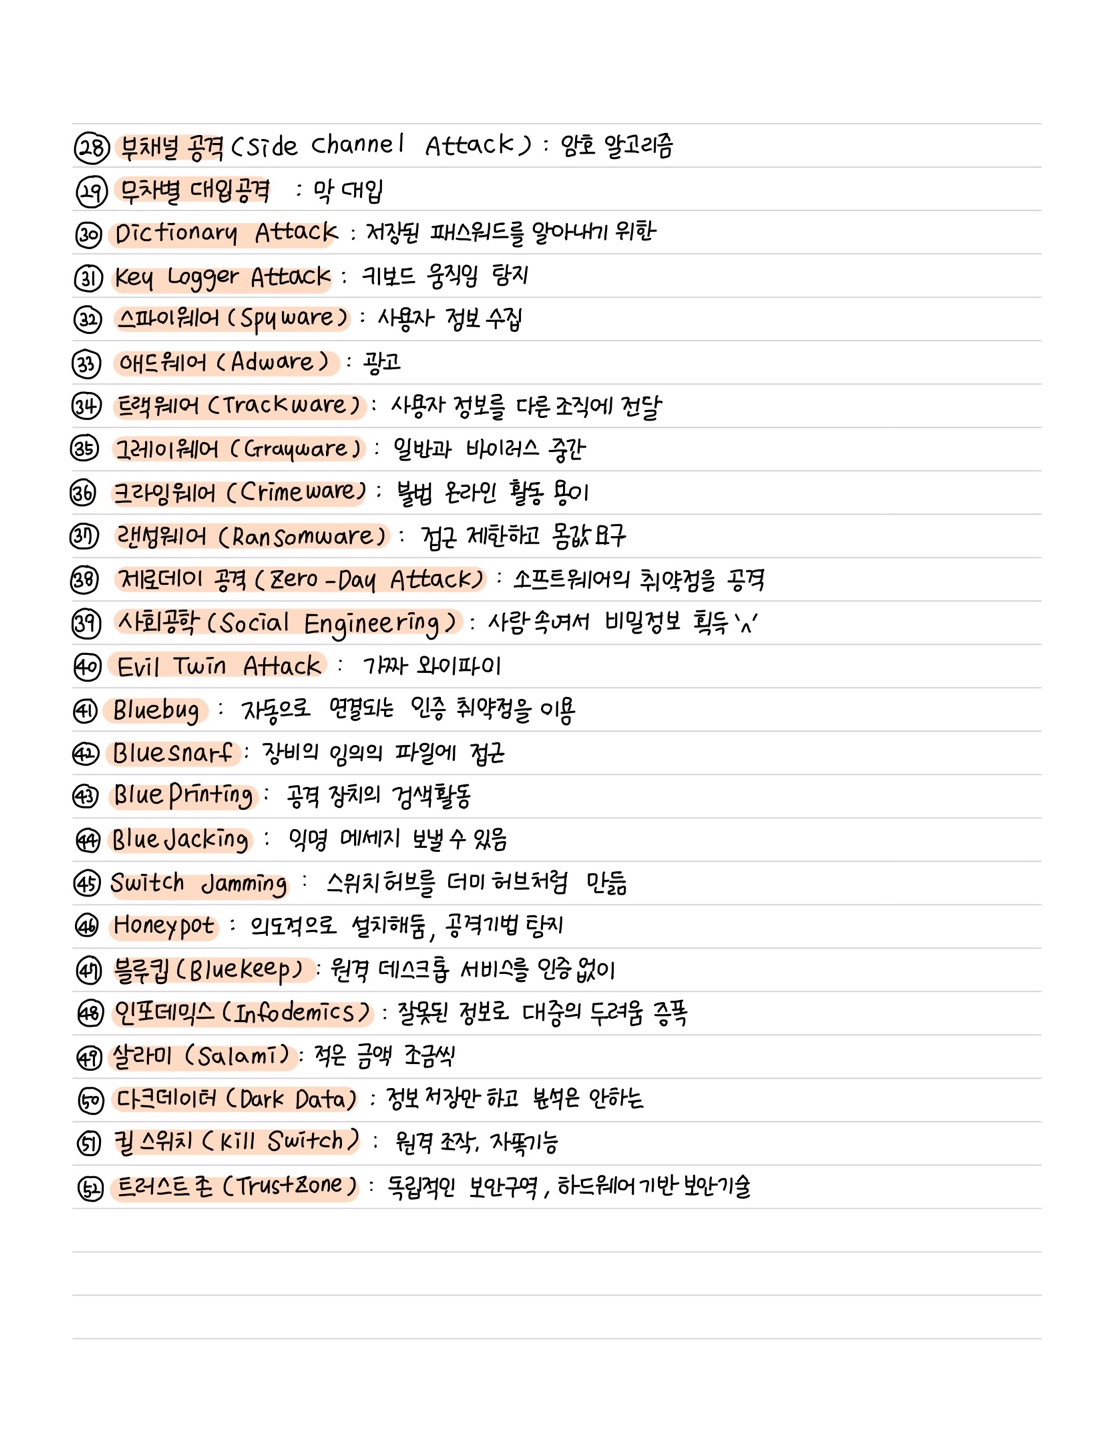 ㉘ 부채널 공격 (Side Channel Attack) : 암호 알고리즘
㉙ 무차별 대입공격 : 막 대입
㉚ Dictionary Attack : 저장된 패스워드를 알아내기 위한
㉛ Key Logger Attack : 키보드 움직임 탐지
㉜ 스파이웨어 (Spyware) : 사용자 정보 수집
㉝ 애드웨어 (Adware) : 광고
㉞ 트랙웨어 (Trackware) : 사용자 정보를 다른 조직에 전달
㉟ 그레이웨어 (Grayware) : 일반과 바이러스 중간
㊱ 크라임웨어 (Crimeware) : 불법 온라인 활동 용이
㊲ 랜섬웨어 (Ransomware) : 접근 제한하고 몸값 요구
㊳ 제로데이 공격 (Zero-Day Attack) : 소프트웨어의 취약점을 공격
㊴ 사회공학 (Social Engineering) : 사람 속여서 비밀정보 획득 `^´
㊵ Evil Twin Attack : 가짜 와이파이
㊶ Bluebug : 자동으로 연결되는 인증 취약점을 이용
㊷ Bluesnarf : 장비의 임의의 파일에 접근
㊸ BluePrinting : 공격 장치의 검색활동
㊹ BlueJacking : 익명 메세지 보낼 수 있음
㊺ Switch Jamming : 스위치허브를 더미 허브처럼 만듦
㊻ Honeypot : 의도적으로 설치해둠, 공격기법 탐지
㊼ 블루킵 (Bluekeep) : 원격 데스크톱 서비스를 인증 없이
㊽ 인포데믹스 (Infodemics) : 잘못된 정보로 대중의 두려움 증폭
㊾ 살라미 (Salami) : 적은 금액 조금씩
㊿ 다크데이터 (Dark Data) : 정보 저장만 하고 분석은 안하는
51 킬 스위치 (Kill Switch) : 원격 조작, 자폭기능
52 트러스트존 (TrustZone) : 독립적인 보안구역, 하드웨어 기반 보안기술